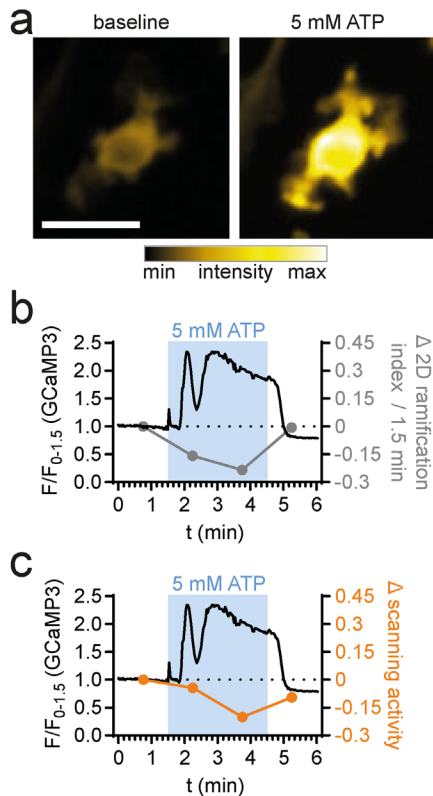 a
baseline 5 mM ATP
min intensity max
b
5 mM ATP
F/F0-1.5 (GCaMP3)
2.5
2.0
1.5
1.0
0.5
0.0
0.45
0.3
0.15
0
-0.15
-0.3
Δ 2D ramification
index / 1.5 min
0 1 2 3 4 5 6
t (min)
c
5 mM ATP
F/F0-1.5 (GCaMP3)
2.5
2.0
1.5
1.0
0.5
0.0
0.45
0.3
0.15
0
-0.15
-0.3
Δ scanning activity
0 1 2 3 4 5 6
t (min)